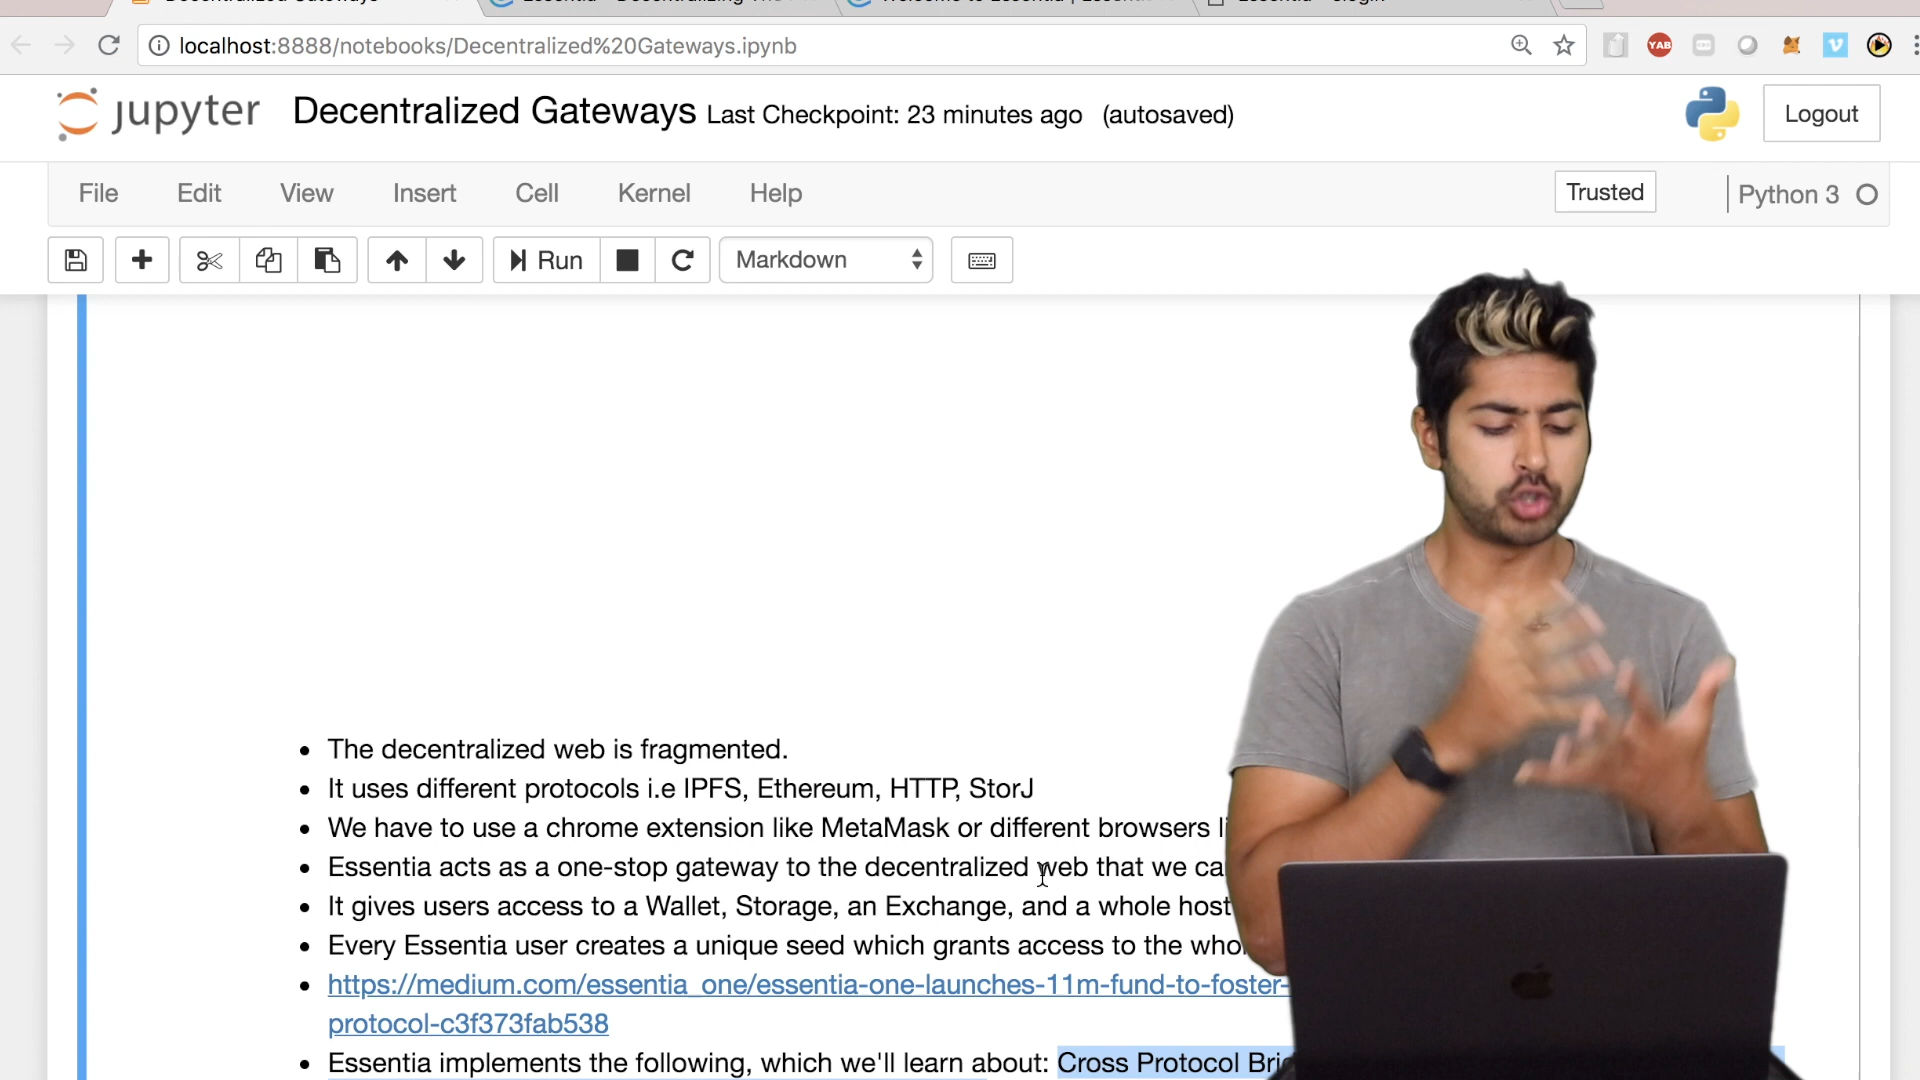 localhost:8888/notebooks/Decentralized%20Gateways.ipynb
YAB
jupyter Decentralized Gateways Last Checkpoint: 23 minutes ago (autosaved)
Logout
File Edit View Insert Cell Kernel Help
Trusted
Python 3
Run
Markdown
The decentralized web is fragmented.
It uses different protocols i.e IPFS, Ethereum, HTTP, StorJ
We have to use a chrome extension like MetaMask or different browsers
Essentia acts as a one-stop gateway to the decentralized web that we
It gives users access to a Wallet, Storage, an Exchange, and a whole host
Every Essentia user creates a unique seed which grants access to the
https://medium.com/essentia_one/essentia-one-launches-11m-fund-to-foster-
protocol-c3f373fab538
Essentia implements the following, which we'll learn about: Cross Protocol